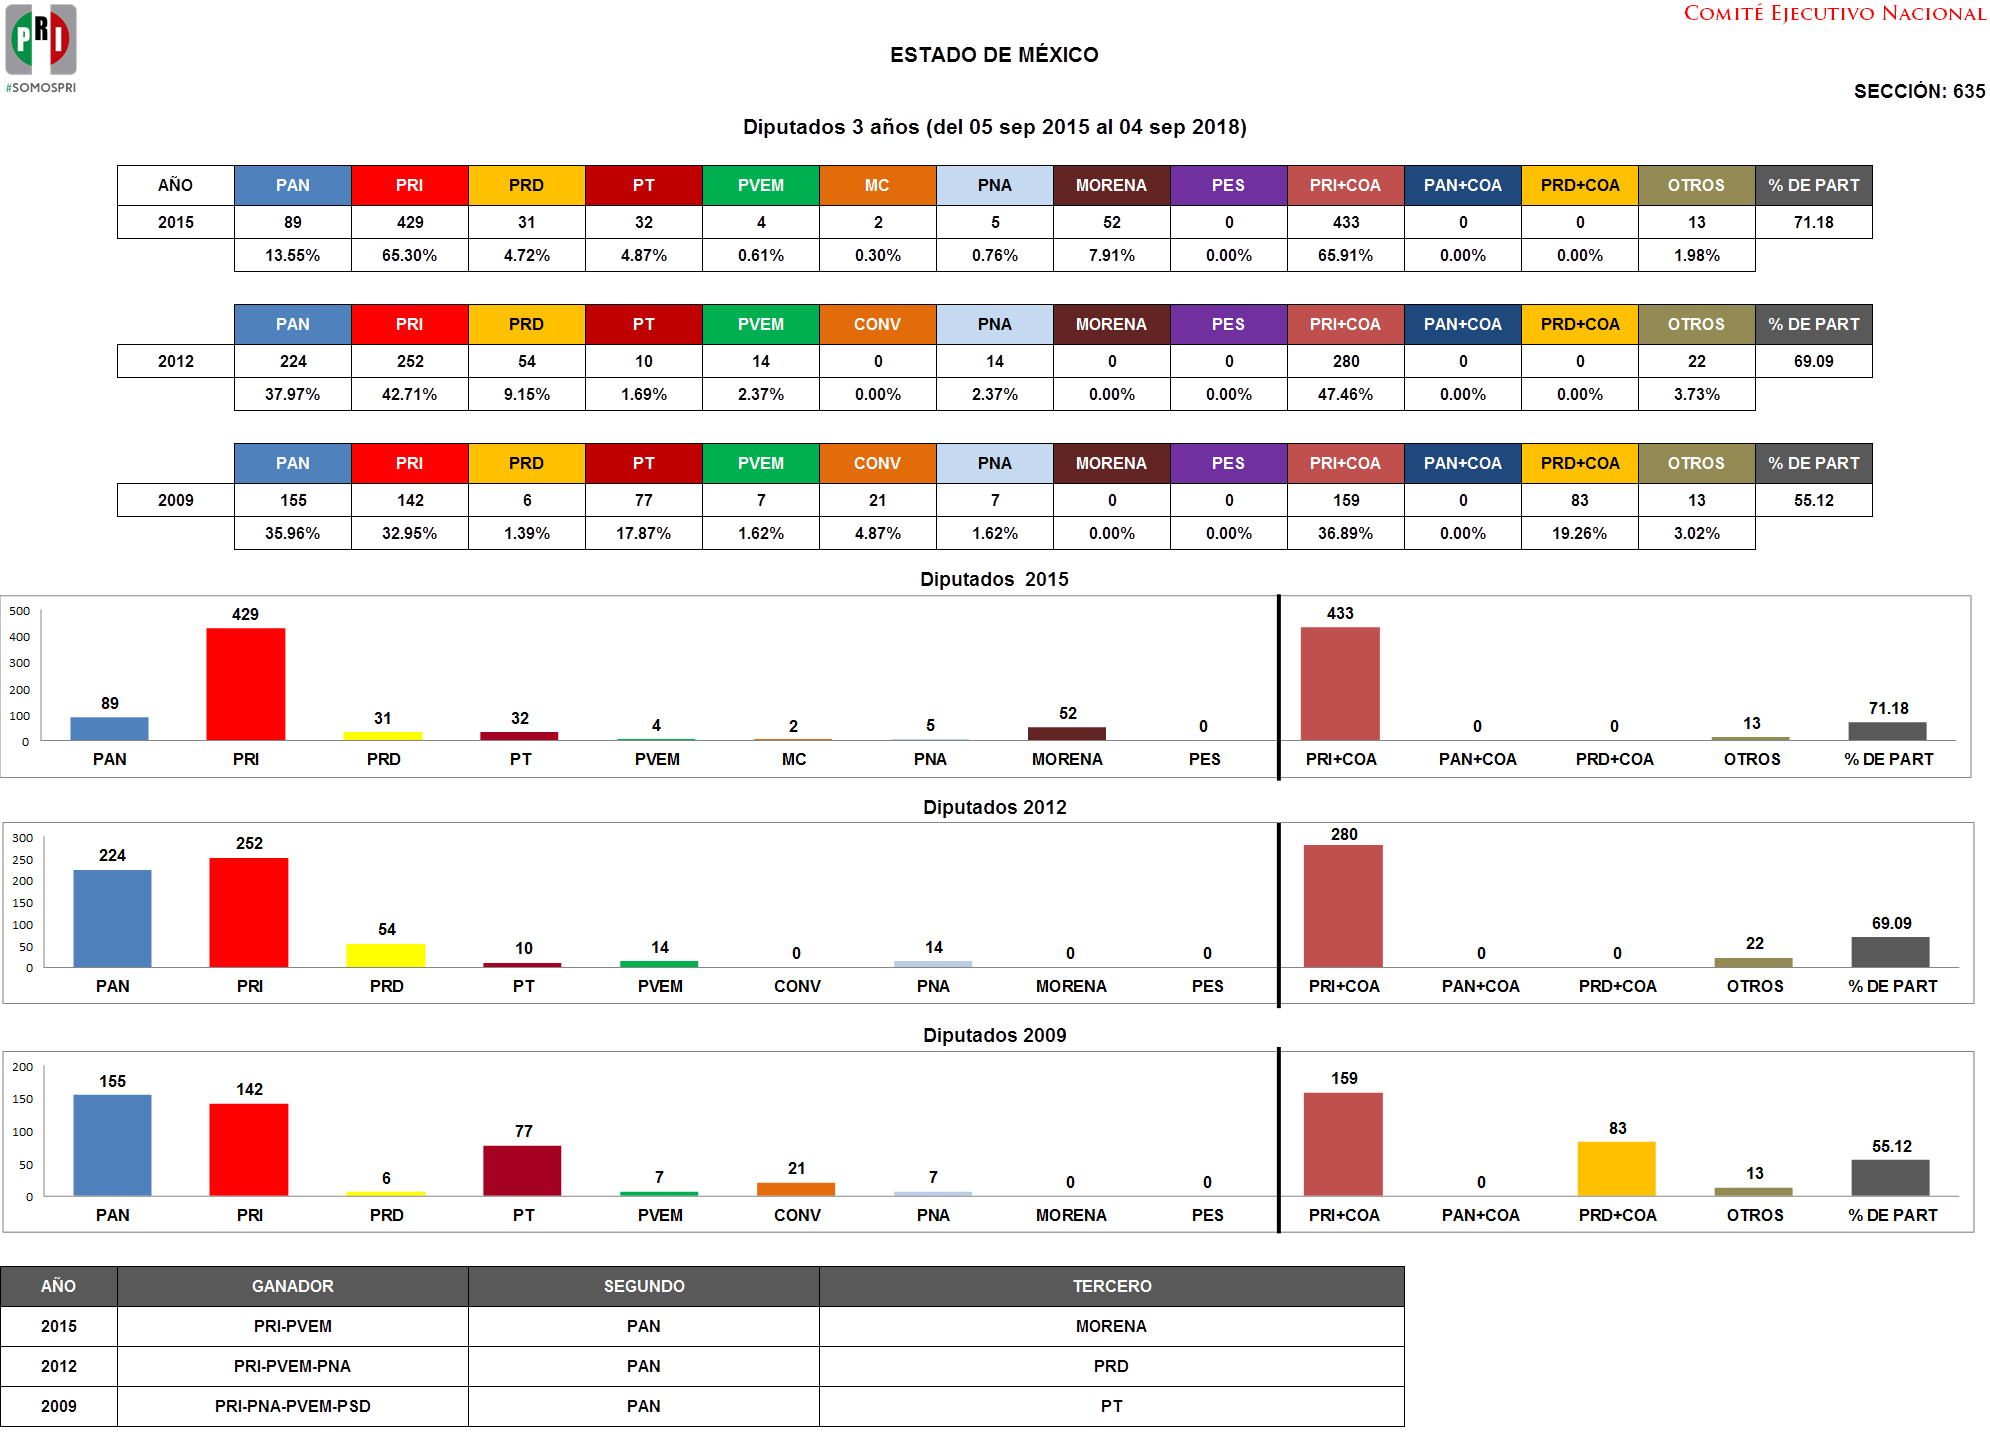 PRI
#SOMOSPRI
COMITÉ EJECUTIVO NACIONAL
ESTADO DE MÉXICO
SECCIÓN: 635
Diputados 3 años (del 05 sep 2015 al 04 sep 2018)
AÑO PAN PRI PRD PT PVEM MC PNA MORENA PES PRI+COA PAN+COA PRD+COA OTROS % DE PART
2015 89 429 31 32 4 2 5 52 0 433 0 0 13 71.18
13.55% 65.30% 4.72% 4.87% 0.61% 0.30% 0.76% 7.91% 0.00% 65.91% 0.00% 0.00% 1.98%
PAN PRI PRD PT PVEM CONV PNA MORENA PES PRI+COA PAN+COA PRD+COA OTROS % DE PART
2012 224 252 54 10 14 0 14 0 0 280 0 0 22 69.09
37.97% 42.71% 9.15% 1.69% 2.37% 0.00% 2.37% 0.00% 0.00% 47.46% 0.00% 0.00% 3.73%
PAN PRI PRD PT PVEM CONV PNA MORENA PES PRI+COA PAN+COA PRD+COA OTROS % DE PART
2009 155 142 6 77 7 21 7 0 0 159 0 83 13 55.12
35.96% 32.95% 1.39% 17.87% 1.62% 4.87% 1.62% 0.00% 0.00% 36.89% 0.00% 19.26% 3.02%
Diputados 2015
500
400
300
200
100
0
89 429 31 32 4 2 5 52 0 433 0 0 13 71.18
PAN PRI PRD PT PVEM MC PNA MORENA PES PRI+COA PAN+COA PRD+COA OTROS % DE PART
Diputados 2012
300
250
200
150
100
50
0
224 252 54 10 14 0 14 0 0 280 0 0 22 69.09
PAN PRI PRD PT PVEM CONV PNA MORENA PES PRI+COA PAN+COA PRD+COA OTROS % DE PART
Diputados 2009
200
150
100
50
0
155 142 6 77 7 21 7 0 0 159 0 83 13 55.12
PAN PRI PRD PT PVEM CONV PNA MORENA PES PRI+COA PAN+COA PRD+COA OTROS % DE PART
AÑO GANADOR SEGUNDO TERCERO
2015 PRI-PVEM PAN MORENA
2012 PRI-PVEM-PNA PAN PRD
2009 PRI-PNA-PVEM-PSD PAN PT